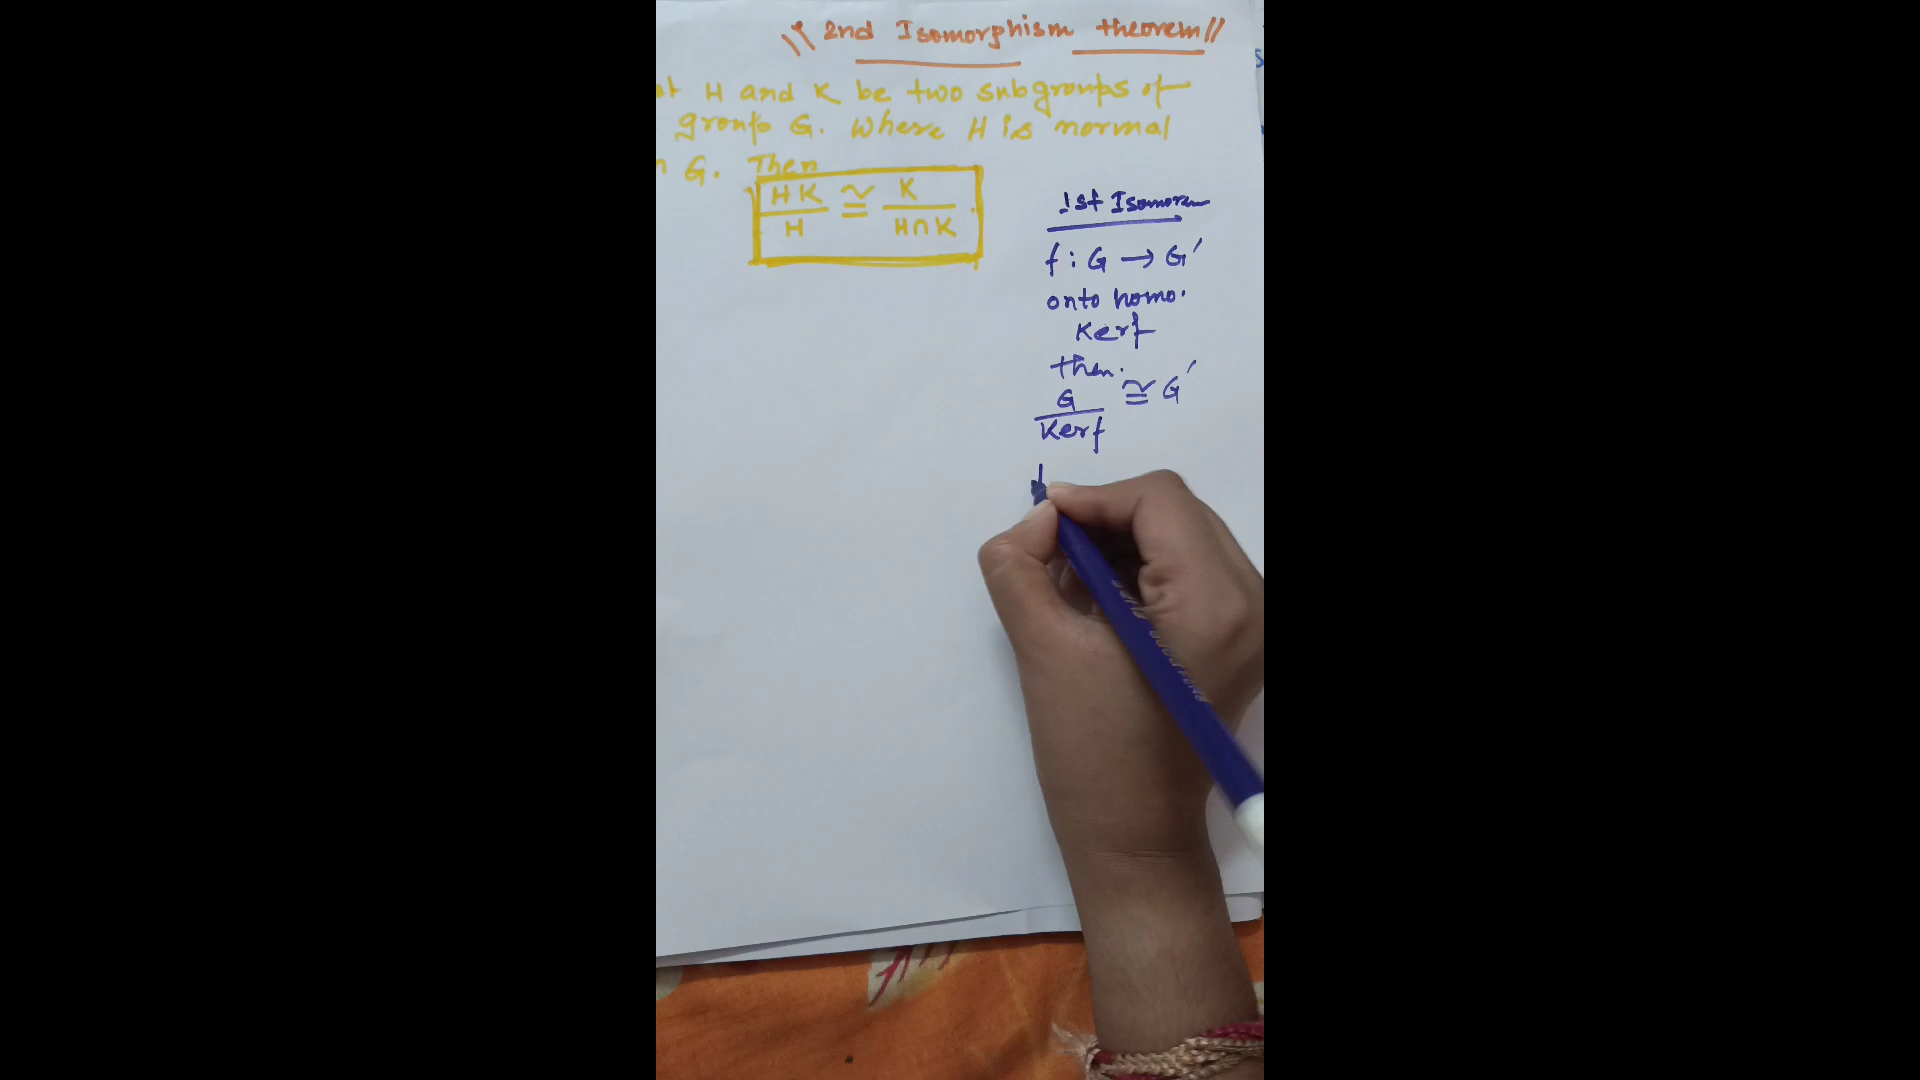 2nd Isomorphism theorem
H and K be two subgroups of
group G. Where H is normal
G. Then
HK / H ≅ K / H∩K
1st Isomorem
f : G → G'
onto homo.
Kerf
then.
G / Kerf ≅ G'